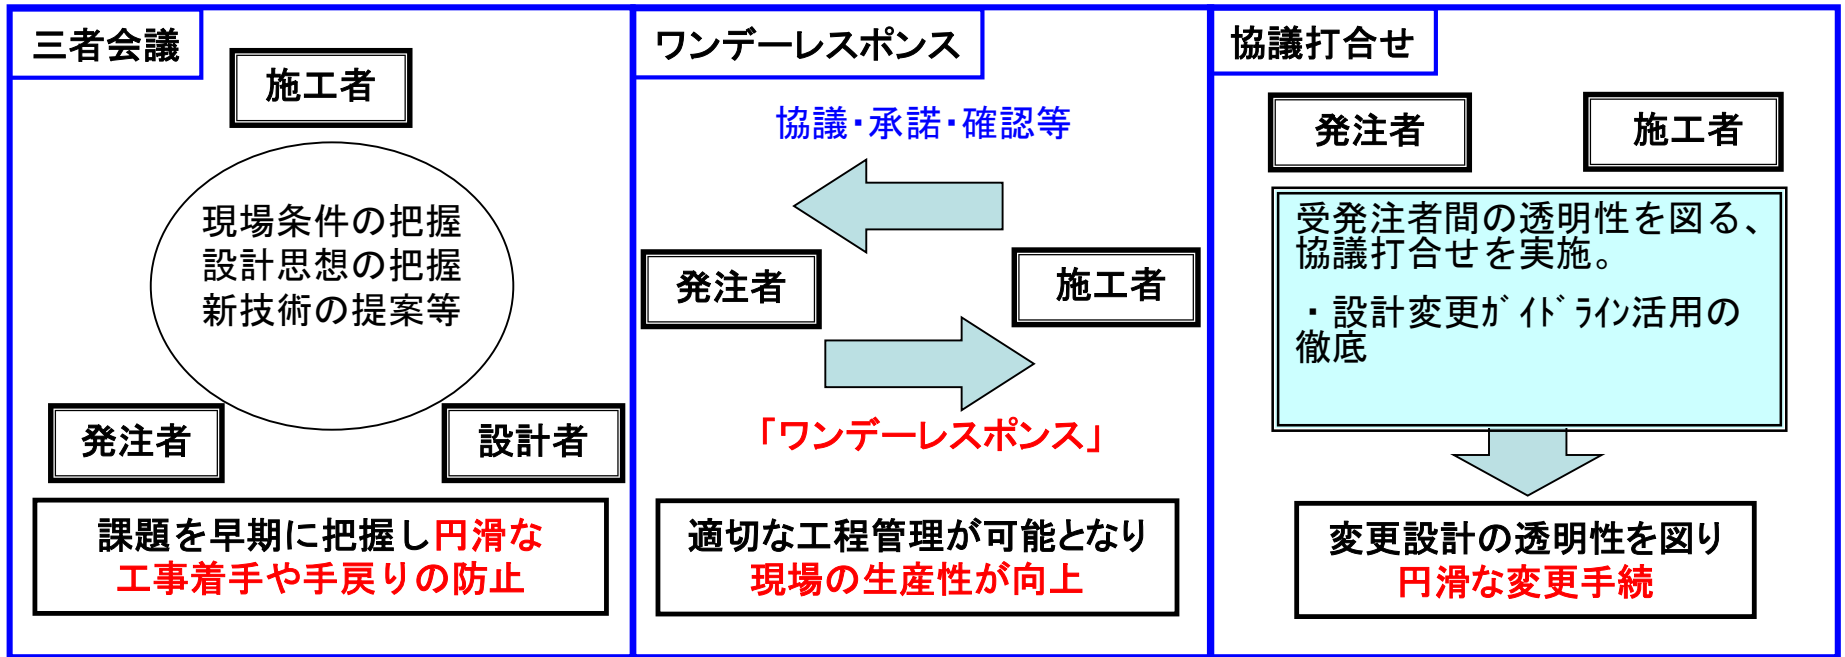 三者会議
施工者
現場条件の把握
設計思想の把握
新技術の提案等
発注者
設計者
課題を早期に把握し円滑な
工事着手や手戻りの防止
ワンデーレスポンス
協議・承諾・確認等
発注者
施工者
「ワンデーレスポンス」
適切な工程管理が可能となり
現場の生産性が向上
協議打合せ
発注者
施工者
受発注者間の透明性を図る、
協議打合せを実施。
・設計変更ｶﾞｲﾄﾞﾗｲﾝ活用の
徹底
変更設計の透明性を図り
円滑な変更手続